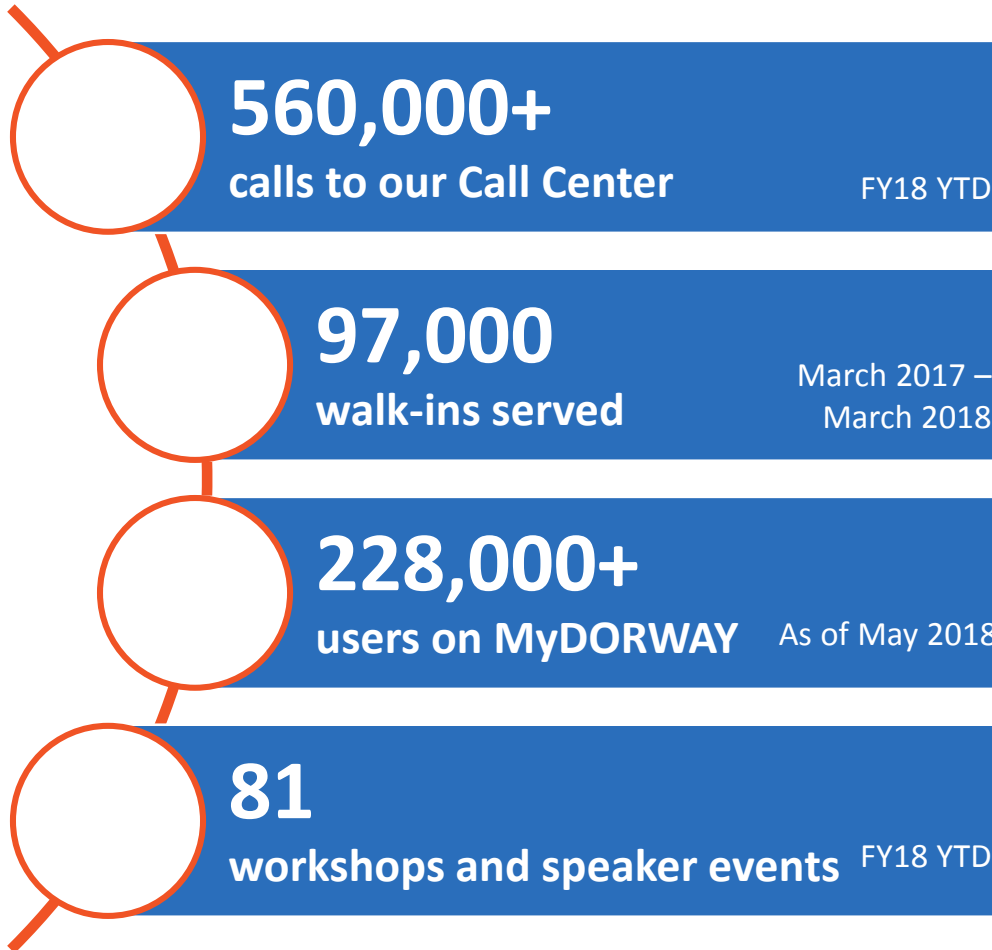 560,000+
calls to our Call Center
FY18 YTD
97,000
walk-ins served
March 2017 –
March 2018
228,000+
users on MyDORWAY
As of May 2018
81
workshops and speaker events
FY18 YTD